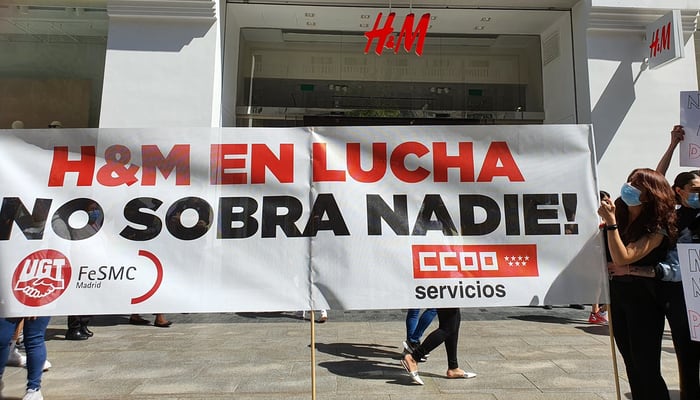 H&M
H&M
H&M EN LUCHA
NO SOBRA NADIE!
UGT
FeSMC
Madrid
CCOO
servicios